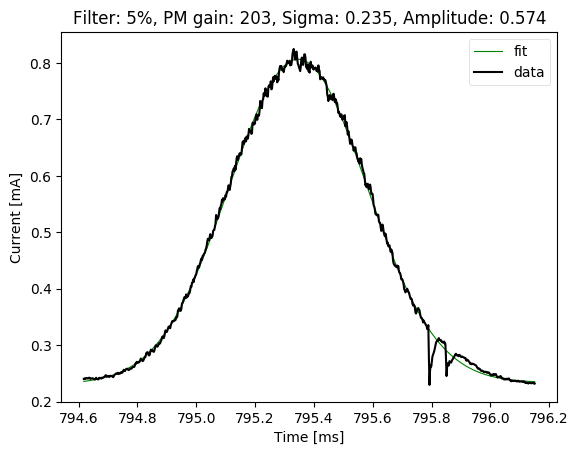 Filter: 5%, PM gain: 203, Sigma: 0.235, Amplitude: 0.574
fit
data
Current [mA]
0.8
0.7
0.6
0.5
0.4
0.3
0.2
794.6 794.8 795.0 795.2 795.4 795.6 795.8 796.0 796.2
Time [ms]